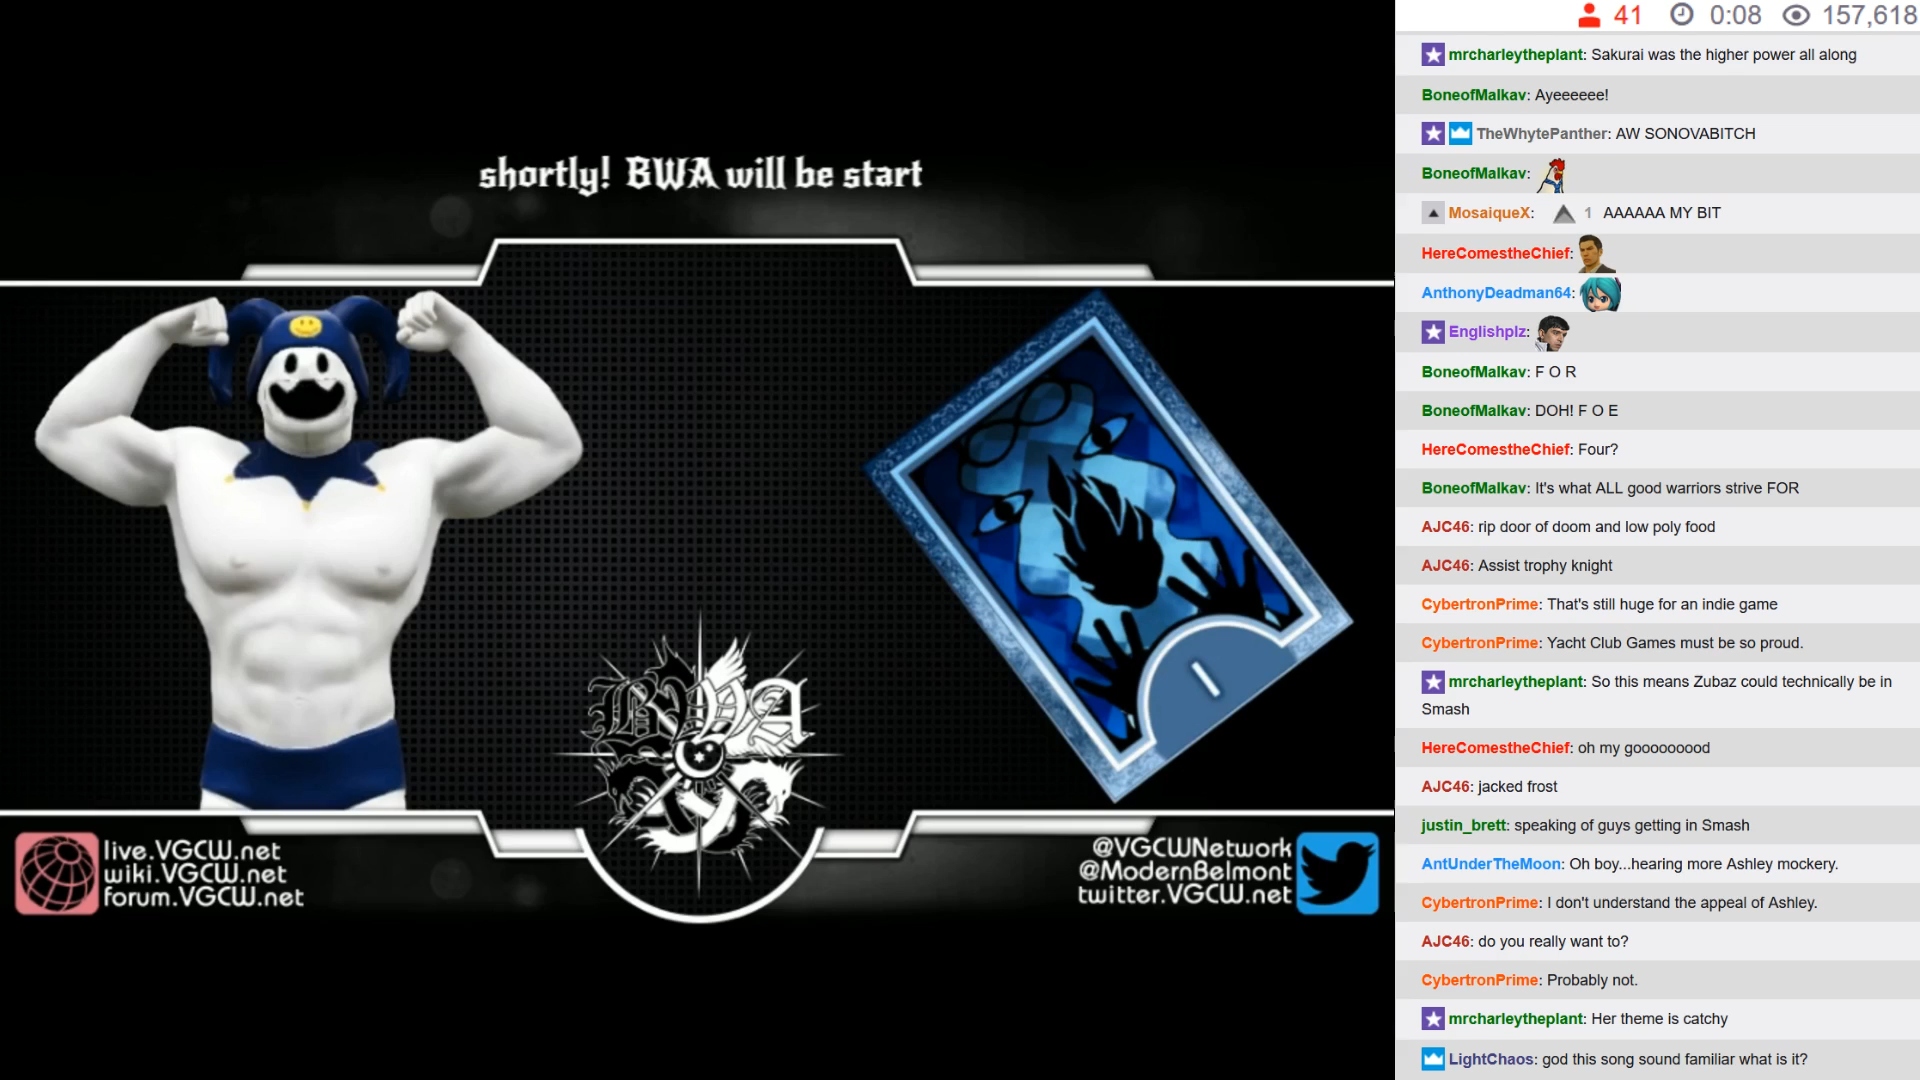 shortly! BWA will be start
BWA
I
live.VGCW.net
wiki.VGCW.net
forum.VGCW.net
@VGCWNetwork
@ModernBelmont
twitter.VGCW.net
41 0:08 157,618
mrcharleytheplant: Sakurai was the higher power all along
BoneofMalkav: Ayeeeeee!
TheWhytePanther: AW SONOVABITCH
BoneofMalkav:
MosaiqueX: 1 AAAAAA MY BIT
HereComestheChief:
AnthonyDeadman64:
Englishplz:
BoneofMalkav: F O R
BoneofMalkav: DOH! F O E
HereComestheChief: Four?
BoneofMalkav: It's what ALL good warriors strive FOR
AJC46: rip door of doom and low poly food
AJC46: Assist trophy knight
CybertronPrime: That's still huge for an indie game
CybertronPrime: Yacht Club Games must be so proud.
mrcharleytheplant: So this means Zubaz could technically be in
Smash
HereComestheChief: oh my gooooooood
AJC46: jacked frost
justin_brett: speaking of guys getting in Smash
AntUnderTheMoon: Oh boy...hearing more Ashley mockery.
CybertronPrime: I don't understand the appeal of Ashley.
AJC46: do you really want to?
CybertronPrime: Probably not.
mrcharleytheplant: Her theme is catchy
LightChaos: god this song sound familiar what is it?